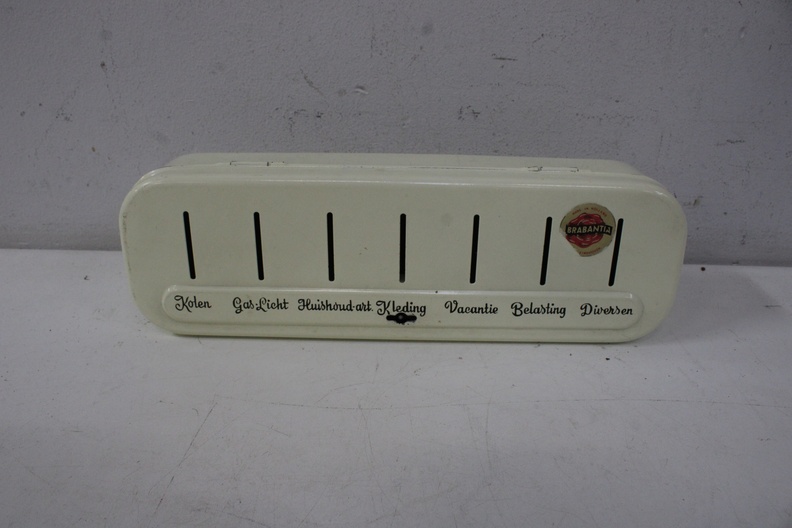 BRABANTIA
Kolen Gas-Licht Huishoud-art. Kleding Vacantie Belasting Diversen